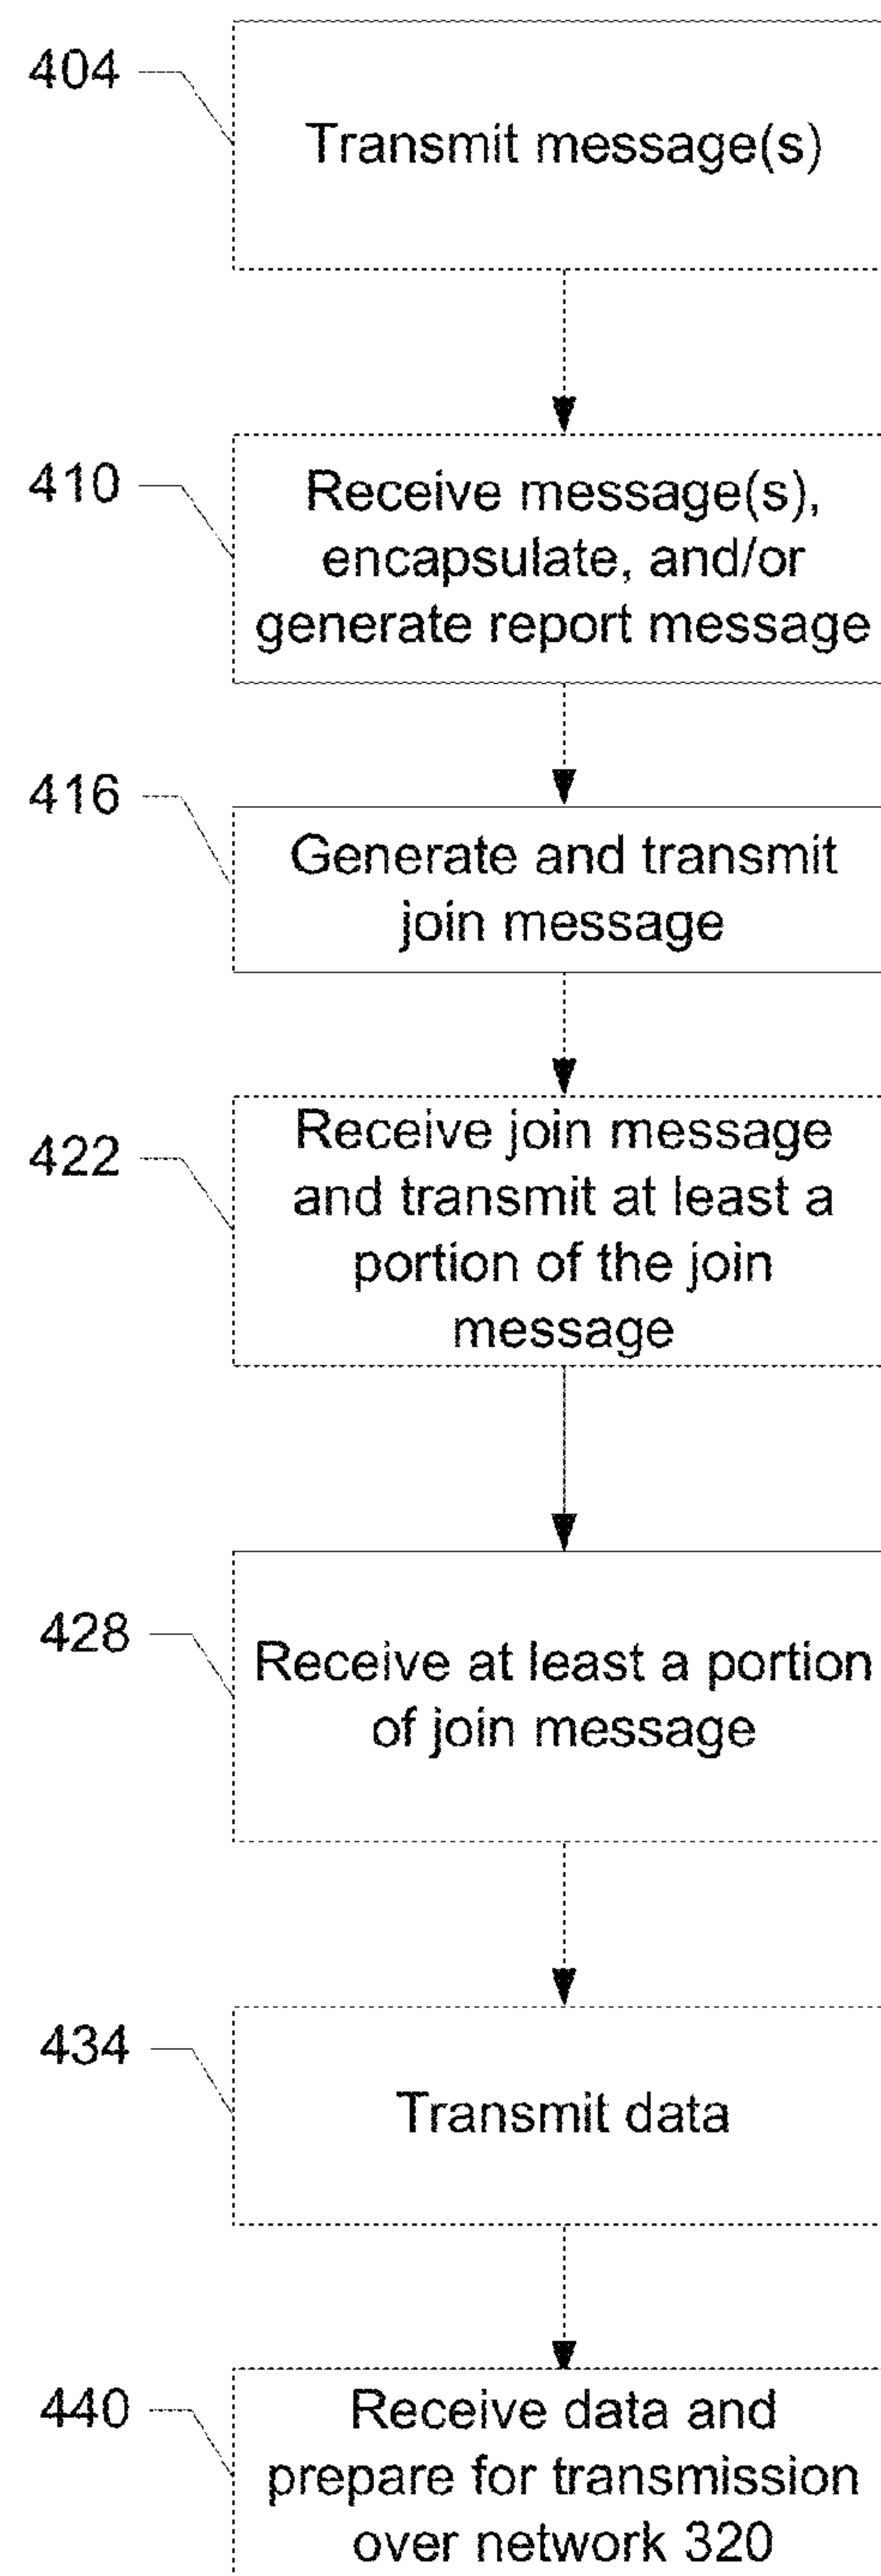 404
Transmit message(s)
410
Receive message(s),
encapsulate, and/or
generate report message
416
Generate and transmit
join message
422
Receive join message
and transmit at least a
portion of the join
message
428
Receive at least a portion
of join message
434
Transmit data
440
Receive data and
prepare for transmission
over network 320